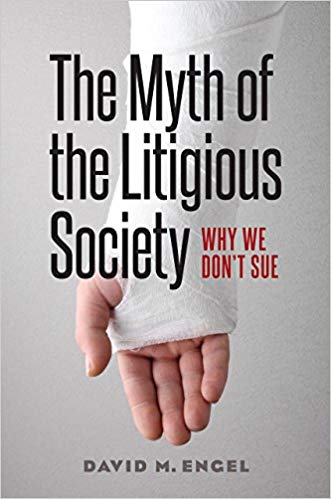 The Myth of
the Litigious
Society
WHY WE
DON'T SUE
DAVID M. ENGEL